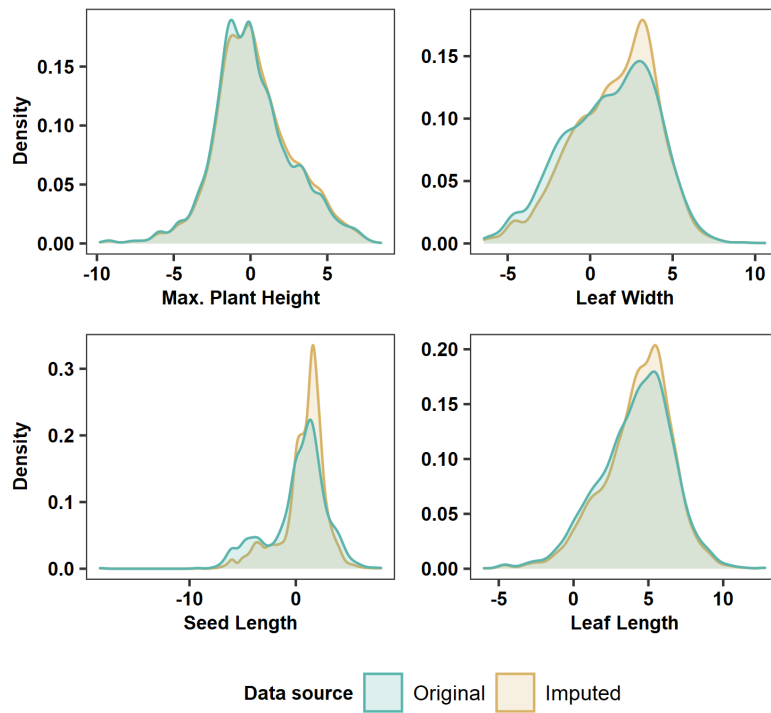 Density
0.15
0.10
0.05
0.00
-10 -5 0 5
Max. Plant Height
0.15
0.10
0.05
0.00
-5 0 5 10
Leaf Width
Density
0.3
0.2
0.1
0.0
-10 0
Seed Length
0.20
0.15
0.10
0.05
0.00
-5 0 5 10
Leaf Length
Data source Original Imputed